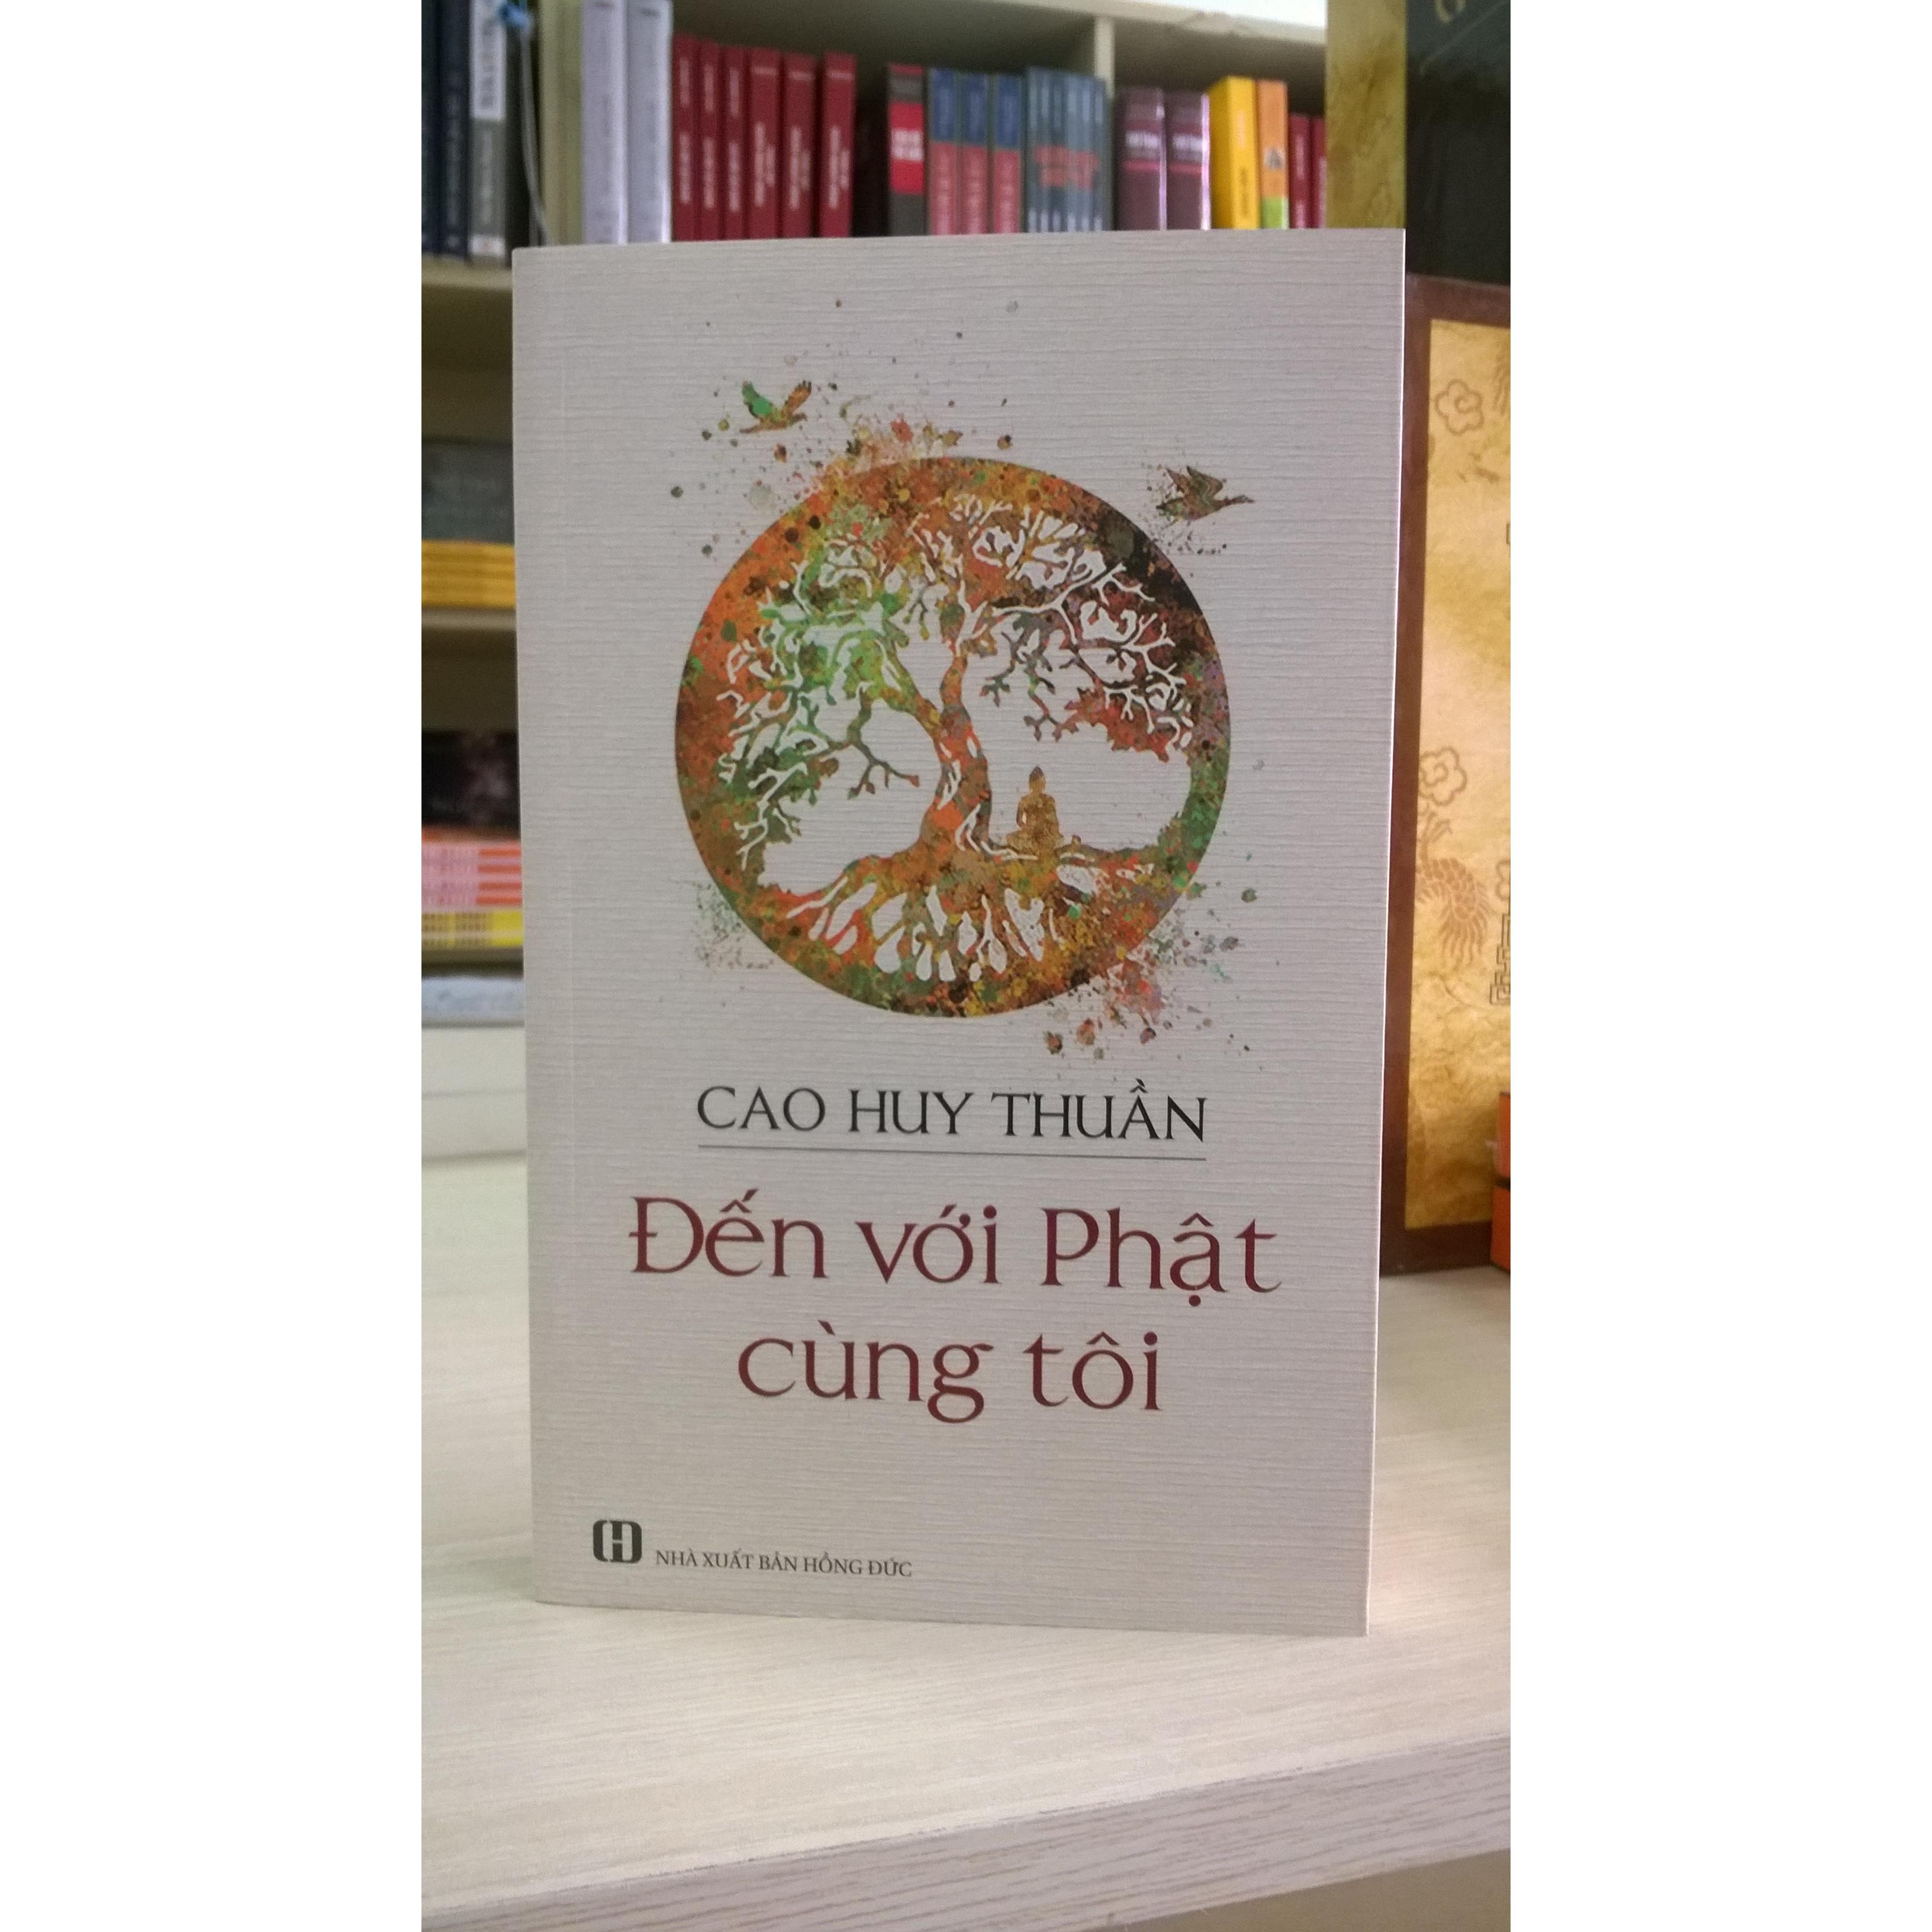 CAO HUY THUẦN
Đến với Phật
cùng tôi
NHÀ XUẤT BẢN HỒNG ĐỨC